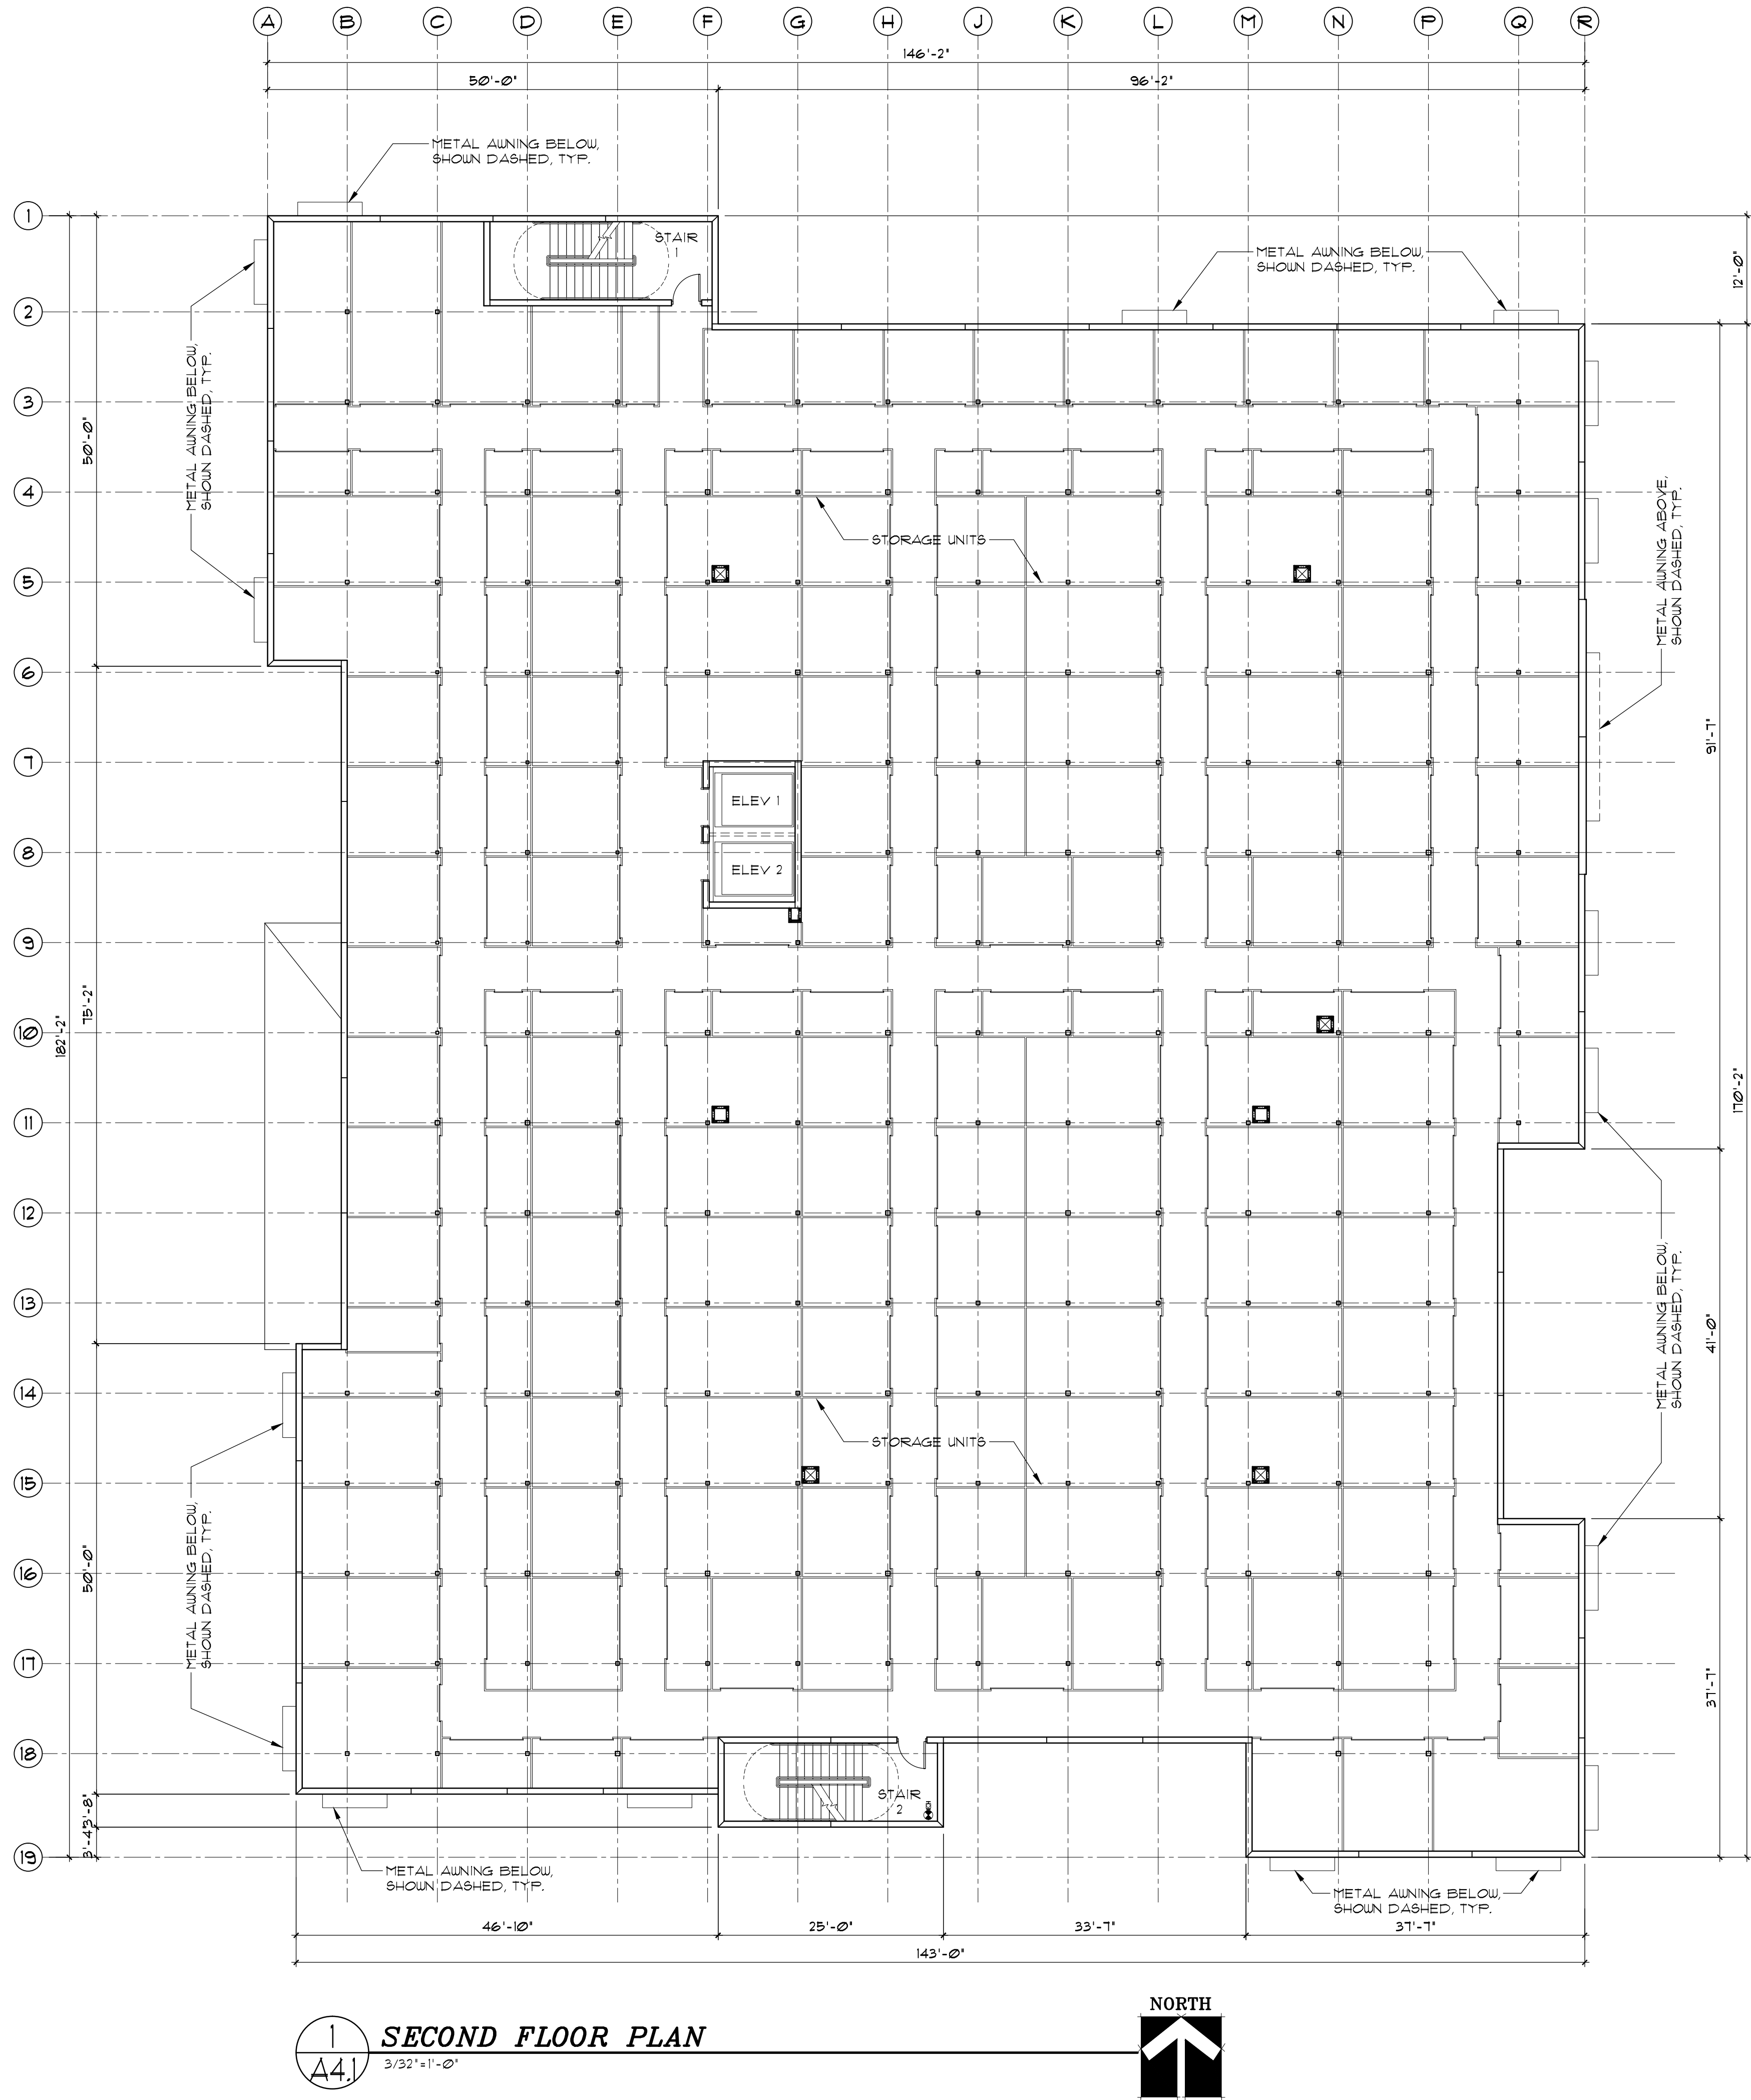 A B C D E F G H J K L M N P Q R
146'-2"
50'-0" 96'-2"
METAL AWNING BELOW,
SHOWN DASHED, TYP.
1
STAIR
1
METAL AWNING BELOW,
SHOWN DASHED, TYP.
12'-0"
2
METAL AWNING BELOW,
SHOWN DASHED, TYP.
3
50'-0"
4
STORAGE UNITS
METAL AWNING ABOVE,
SHOWN DASHED, TYP.
5
6
91'-7"
7
ELEV 1
8
ELEV 2
9
75'-2"
182'-2"
10
170'-2"
11
12
METAL AWNING BELOW,
SHOWN DASHED, TYP.
13
41'-0"
14
STORAGE UNITS
15
METAL AWNING BELOW,
SHOWN DASHED, TYP.
50'-0"
16
17
37'-7"
18
STAIR
2
3'-8"
3'-4"
19
METAL AWNING BELOW,
SHOWN DASHED, TYP.
METAL AWNING BELOW,
SHOWN DASHED, TYP.
46'-10" 25'-0" 33'-7" 37'-7"
143'-0"
NORTH
1
A4.1
SECOND FLOOR PLAN
3/32"=1'-0"